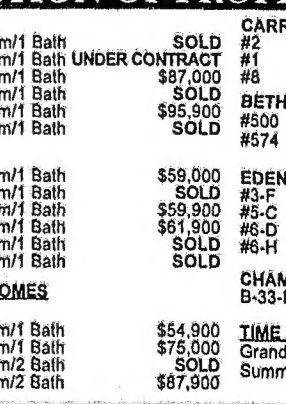 m/1 Bath SOLD
m/1 Bath UNDER CONTRACT
m/1 Bath $87,000
m/1 Bath SOLD
m/1 Bath $95,900
m/1 Bath SOLD
m/1 Bath $59,000
m/1 Bath SOLD
m/1 Bath $59,900
m/1 Bath $61,900
m/1 Bath SOLD
m/1 Bath SOLD
OMES
m/1 Bath $54,900
m/1 Bath $75,000
m/2 Bath SOLD
m/2 Bath $87,900
CARR
#2
#1
#8
BETH
#500
#574
EDEN
#3-F
#5-C
#6-D
#6-H
CHAM
B-33-
TIME
Grand
Summ